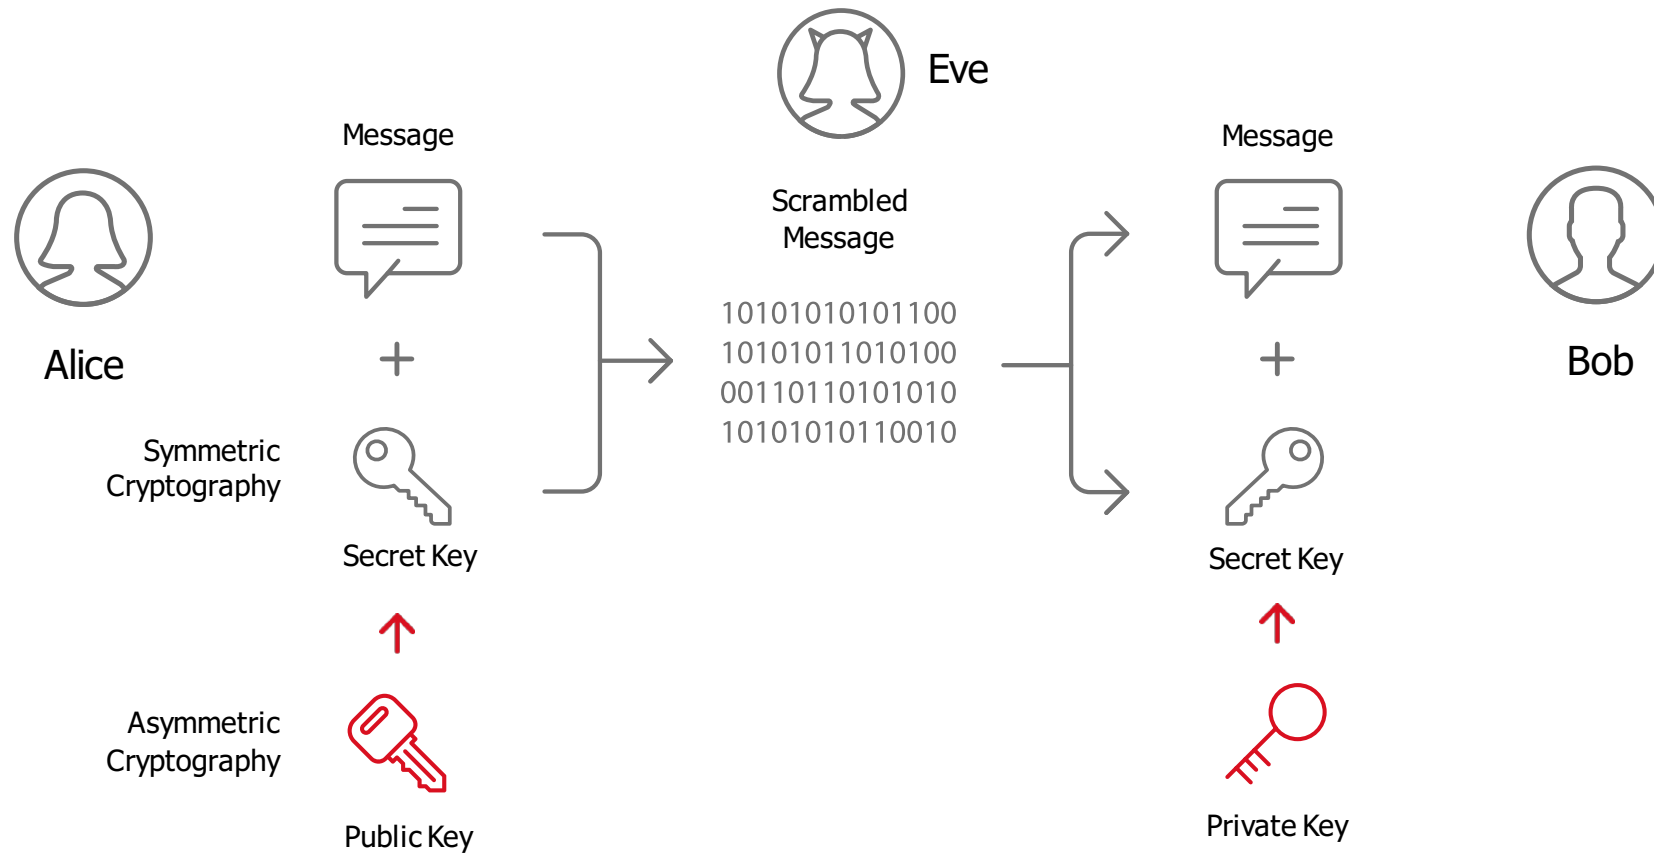 Eve
Message
Message
Scrambled
Message
10101010101100
10101011010100
00110110101010
10101010110010
Alice
Bob
Symmetric
Cryptography
Secret Key
Secret Key
Asymmetric
Cryptography
Public Key
Private Key